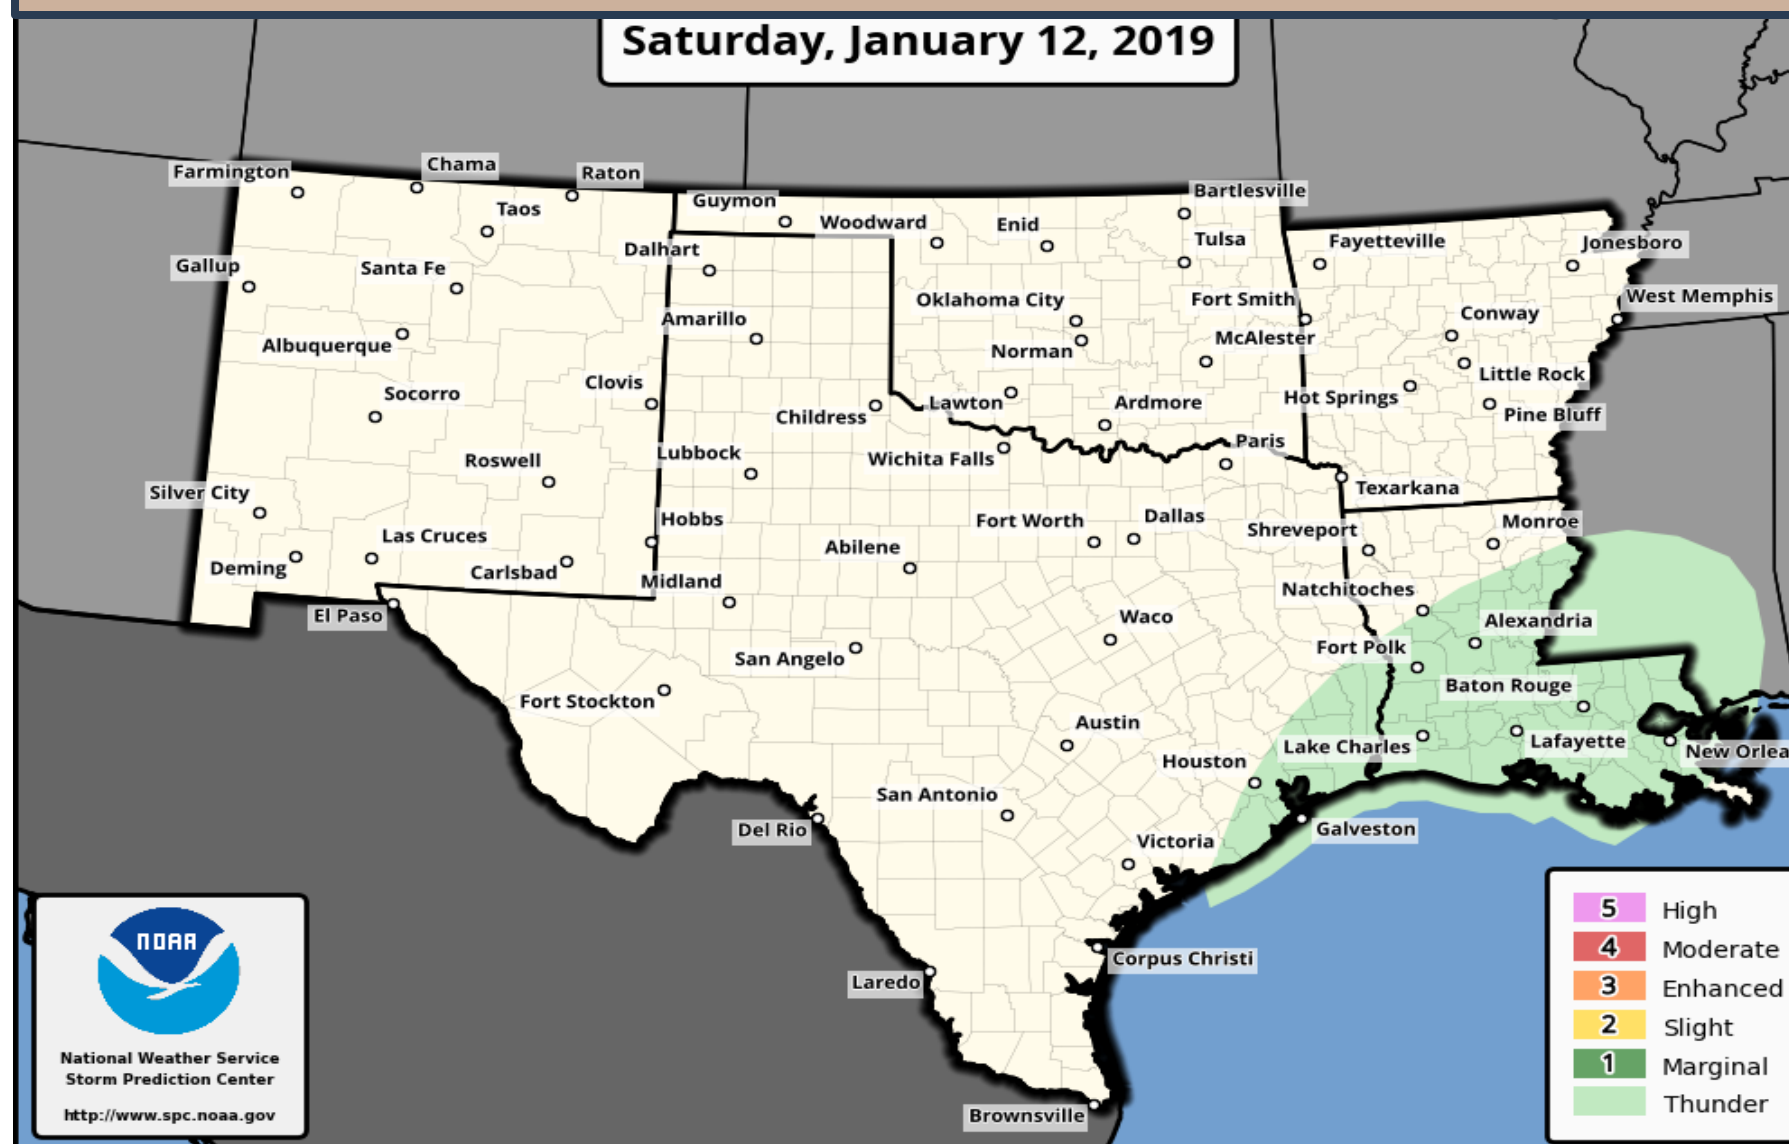 Saturday, January 12, 2019
Farmington
Chama
Raton
Taos
Guymon
Woodward
Enid
Bartlesville
Gallup
Santa Fe
Dalhart
Tulsa
Fayetteville
Jonesboro
Albuquerque
Amarillo
Oklahoma City
Norman
Fort Smith
McAlester
Conway
West Memphis
Little Rock
Socorro
Clovis
Childress
Lawton
Ardmore
Hot Springs
Pine Bluff
Roswell
Lubbock
Wichita Falls
Paris
Texarkana
Silver City
Las Cruces
Deming
Carlsbad
Hobbs
Midland
Abilene
Fort Worth
Dallas
Shreveport
Monroe
El Paso
Natchitoches
Alexandria
Waco
San Angelo
Fort Polk
Fort Stockton
Baton Rouge
Austin
Lake Charles
Lafayette
New Orlea
Houston
San Antonio
Del Rio
Galveston
Victoria
Corpus Christi
Laredo
Brownsville
NOAA
National Weather Service
Storm Prediction Center
http://www.spc.noaa.gov
5 High
4 Moderate
3 Enhanced
2 Slight
1 Marginal
Thunder